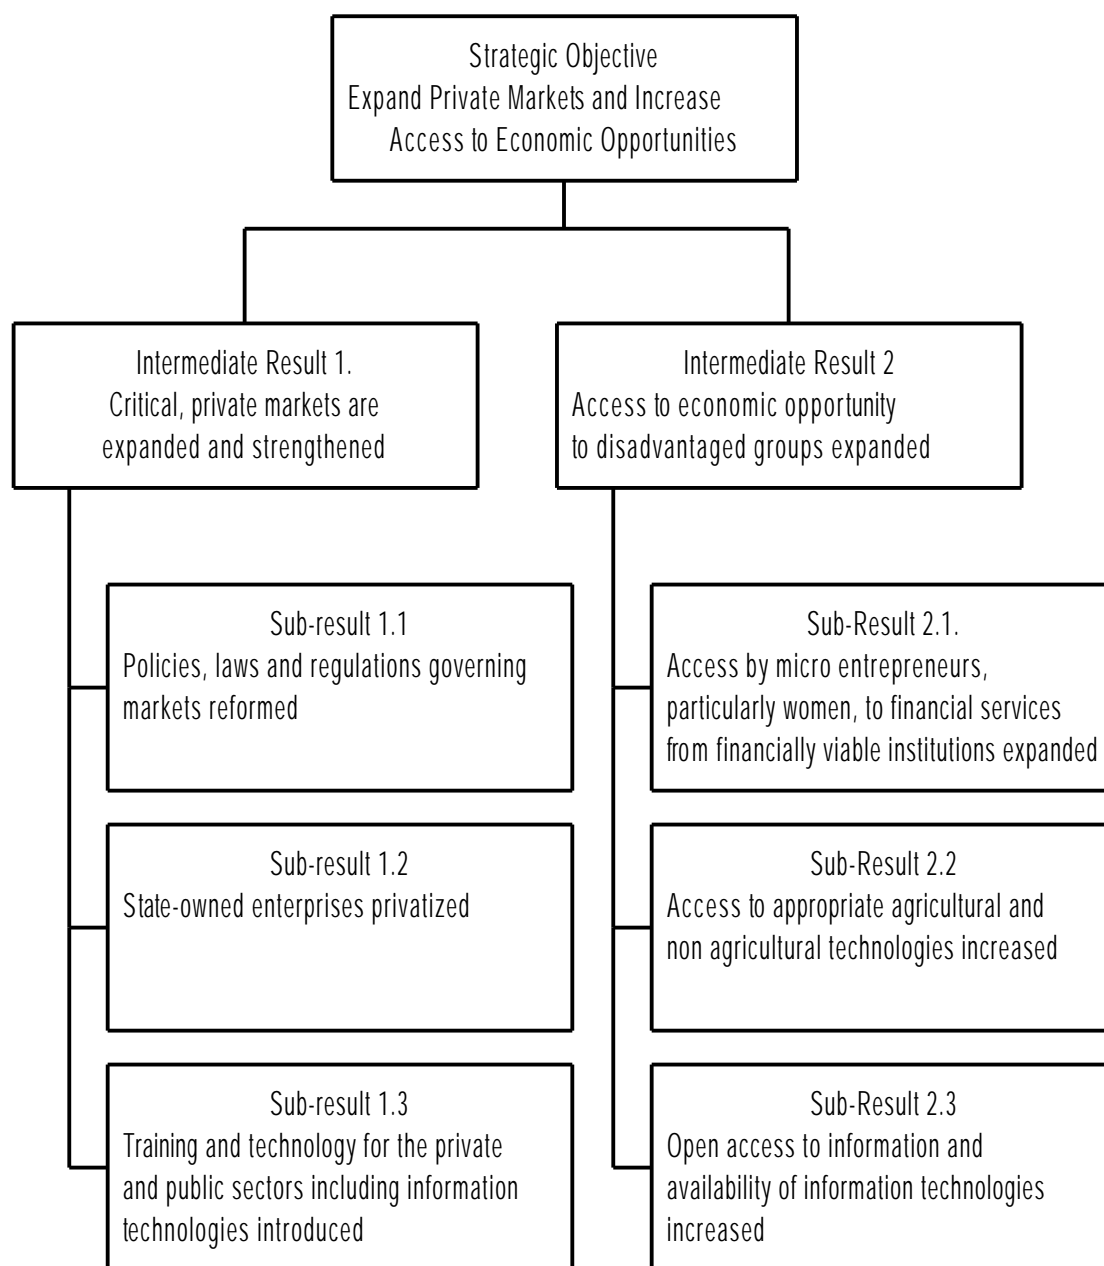 Strategic Objective
Expand Private Markets and Increase
Access to Economic Opportunities
Intermediate Result 1.
Critical, private markets are
expanded and strengthened
Intermediate Result 2
Access to economic opportunity
to disadvantaged groups expanded
Sub-result 1.1
Policies, laws and regulations governing
markets reformed
Sub-Result 2.1.
Access by micro entrepreneurs,
particularly women, to financial services
from financially viable institutions expanded
Sub-result 1.2
State-owned enterprises privatized
Sub-Result 2.2
Access to appropriate agricultural and
non agricultural technologies increased
Sub-result 1.3
Training and technology for the private
and public sectors including information
technologies introduced
Sub-Result 2.3
Open access to information and
availability of information technologies
increased